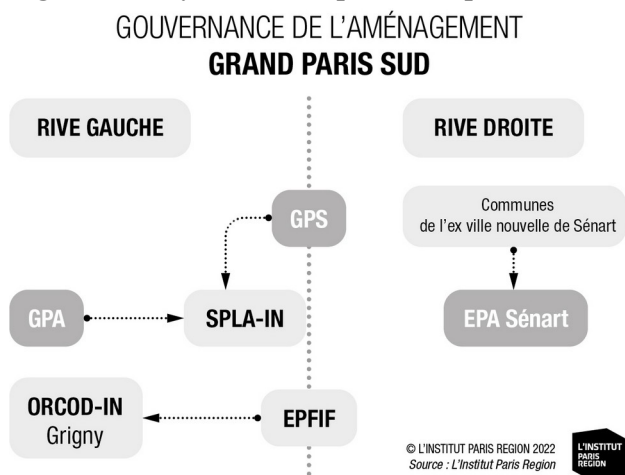 GOUVERNANCE DE L'AMÉNAGEMENT
GRAND PARIS SUD
RIVE GAUCHE
RIVE DROITE
GPS
Communes
de l'ex ville nouvelle de Sénart
GPA
SPLA-IN
EPA Sénart
ORCOD-IN
Grigny
EPFIF
© L'INSTITUT PARIS REGION 2022
Source : L'Institut Paris Region
L'INSTITUT
PARIS
REGION